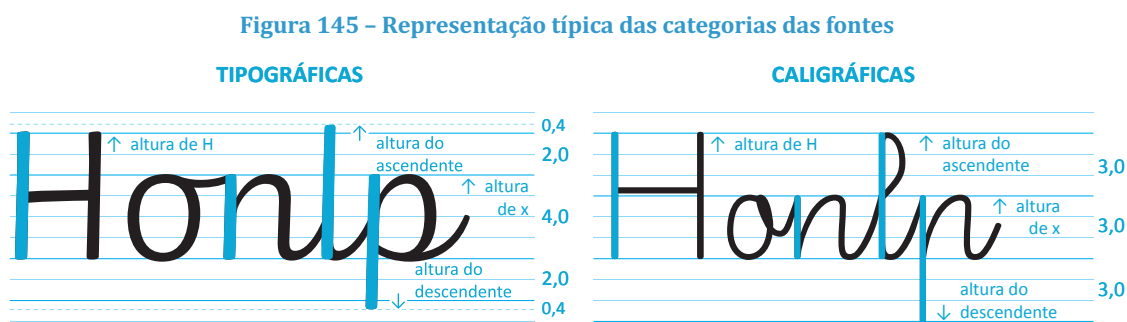 Figura 145 – Representação típica das categorias das fontes
TIPOGRÁFICAS
Honlp
↑ altura de H
↑ altura do
ascendente
↑ altura
de x
altura do
↓ descendente
0,4
2,0
4,0
2,0
0,4
CALIGRÁFICAS
Honlp
↑ altura de H
↑ altura do
ascendente
↑ altura
de x
altura do
↓ descendente
3,0
3,0
3,0